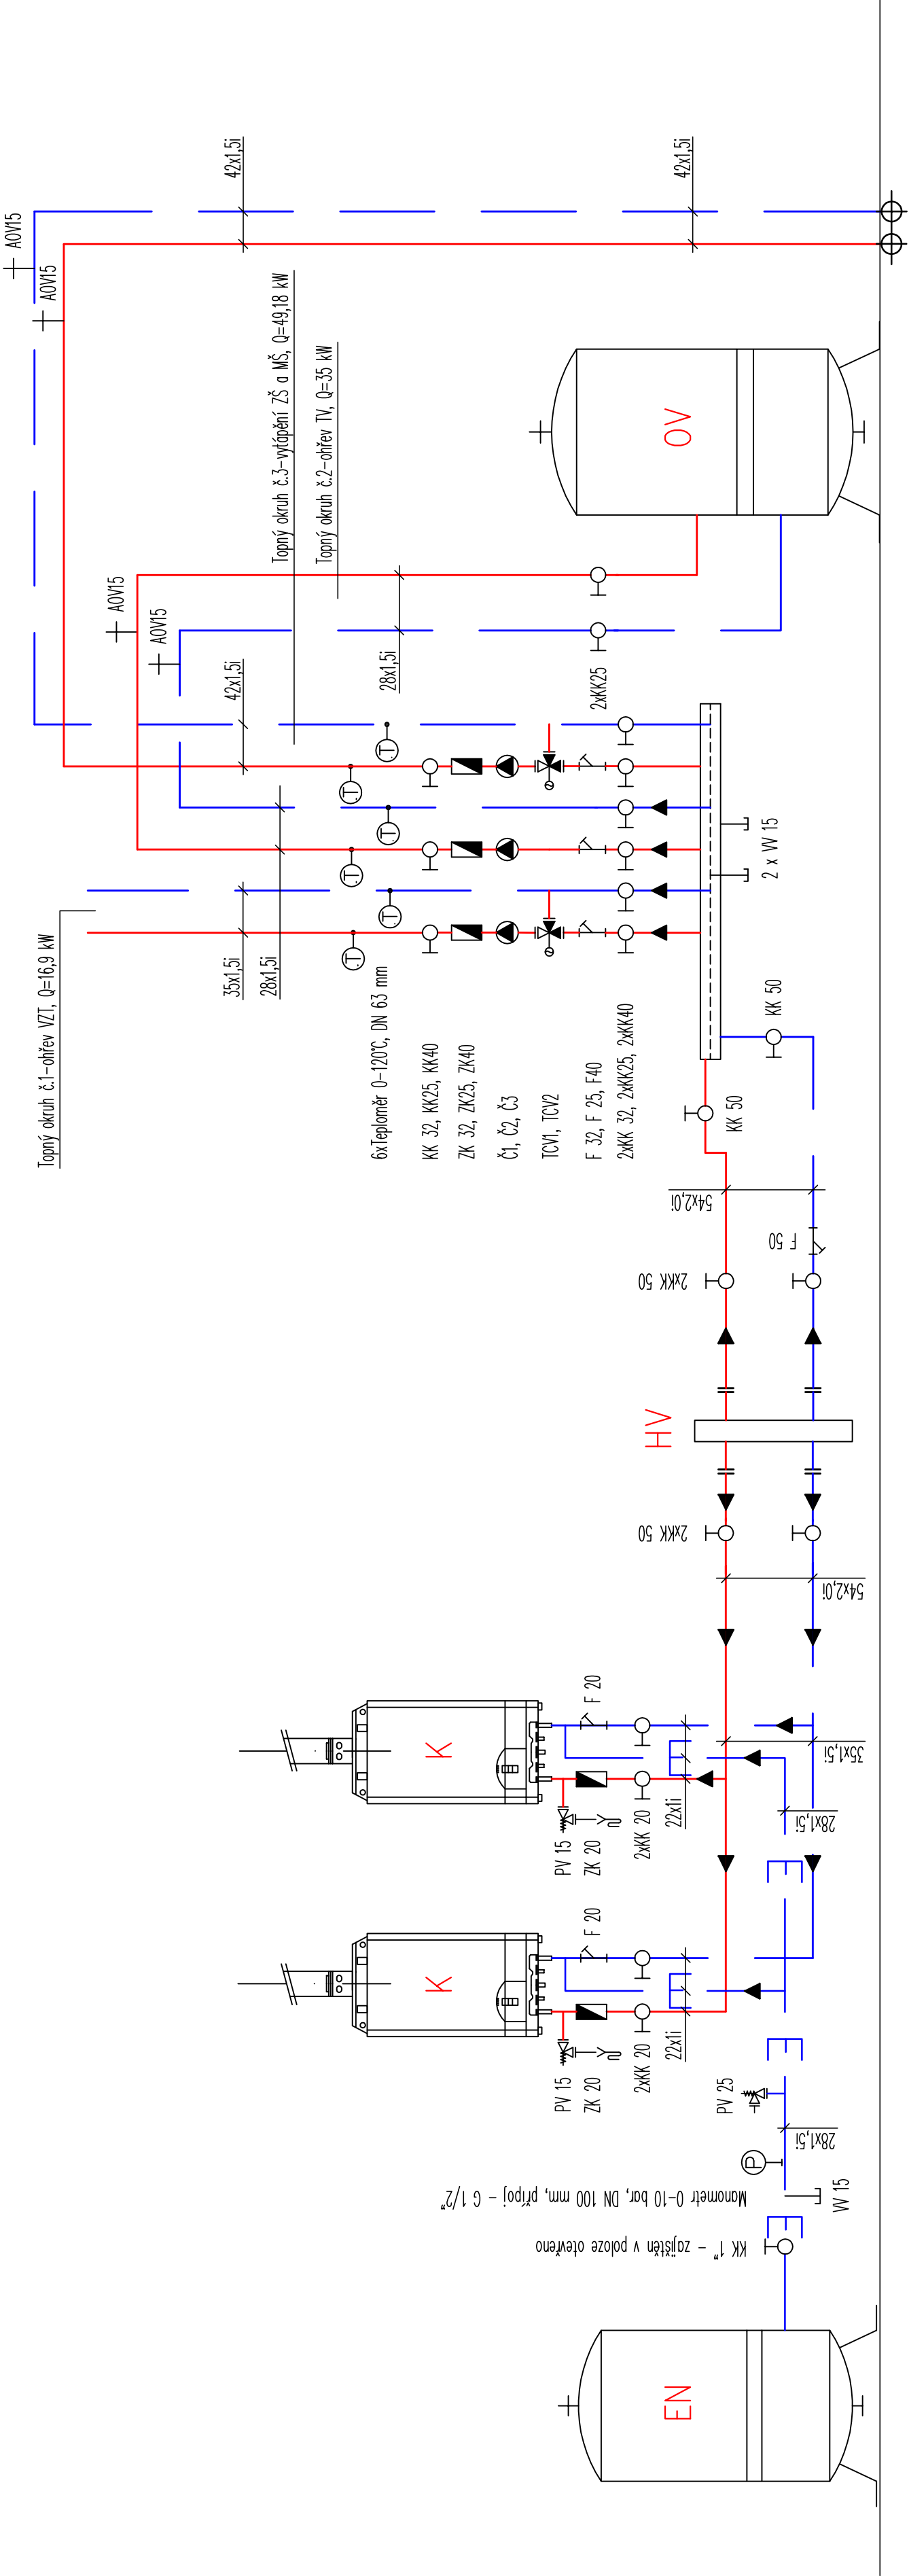 AOV15
AOV15
42x1,5i
42x1,5i
Topný okruh č.3-vytápění ZŠ a MŠ, Q=49,18 kW
Topný okruh č.2-ohřev TV, Q=35 kW
OV
AOV15
AOV15
42x1,5i
28x1,5i
2xKK25
Topný okruh č.1-ohřev VZT, Q=16,9 kW
35x1,5i
28x1,5i
T
T
T
T
T
T
2 x VV 15
6xTeploměr 0-120°C, DN 63 mm
KK 32, KK25, KK40
ZK 32, ZK25, ZK40
Č1, Č2, Č3
TCV1, TCV2
F 32, F 25, F40
2xKK 32, 2xKK25, 2xKK40
KK 50
KK 50
54x2,0i
F 50
2xKK 50
HV
2xKK 50
54x2,0i
K
F 20
PV 15
ZK 20
2xKK 20
22x1i
35x1,5i
28x1,5i
K
F 20
PV 15
ZK 20
2xKK 20
22x1i
PV 25
28x1,5i
P
Manometr 0-10 bar, DN 100 mm, přípoj - G 1/2"
VV 15
KK 1" - zajištěn v poloze otevřeno
EN